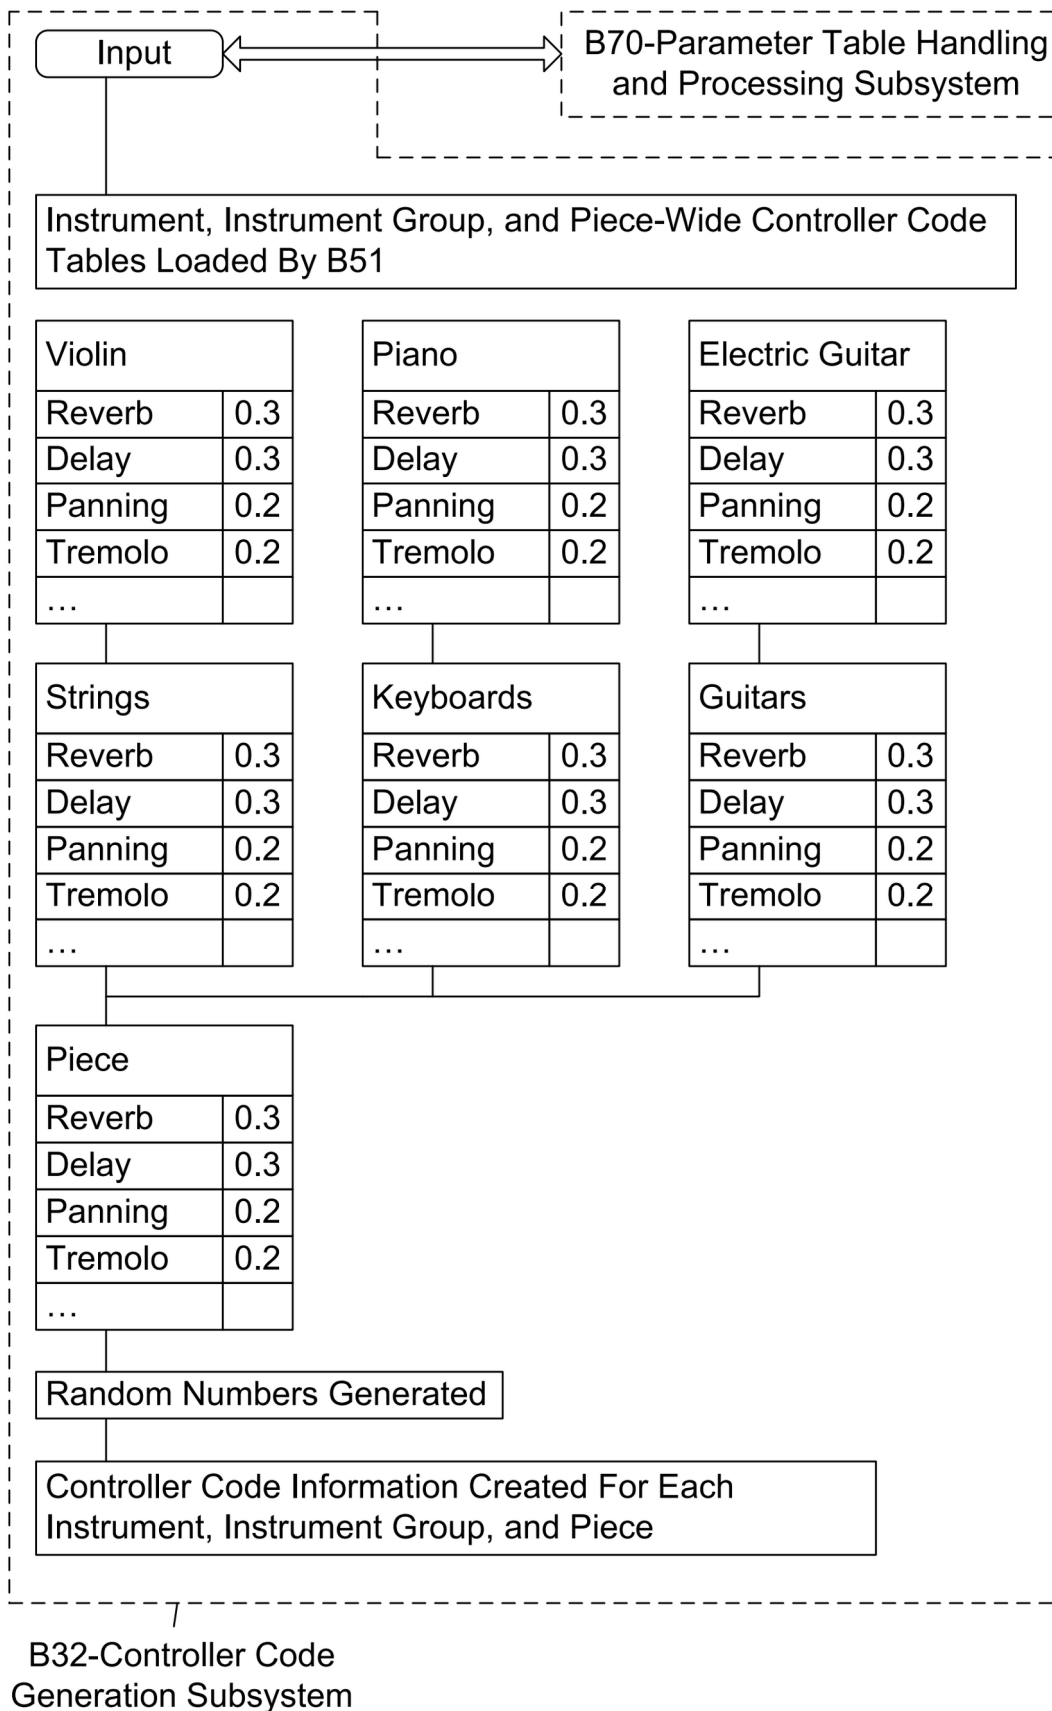 Input
B70-Parameter Table Handling
and Processing Subsystem
Instrument, Instrument Group, and Piece-Wide Controller Code
Tables Loaded By B51
Violin
Reverb 0.3
Delay 0.3
Panning 0.2
Tremolo 0.2
...
Piano
Reverb 0.3
Delay 0.3
Panning 0.2
Tremolo 0.2
...
Electric Guitar
Reverb 0.3
Delay 0.3
Panning 0.2
Tremolo 0.2
...
Strings
Reverb 0.3
Delay 0.3
Panning 0.2
Tremolo 0.2
...
Keyboards
Reverb 0.3
Delay 0.3
Panning 0.2
Tremolo 0.2
...
Guitars
Reverb 0.3
Delay 0.3
Panning 0.2
Tremolo 0.2
...
Piece
Reverb 0.3
Delay 0.3
Panning 0.2
Tremolo 0.2
...
Random Numbers Generated
Controller Code Information Created For Each
Instrument, Instrument Group, and Piece
B32-Controller Code
Generation Subsystem